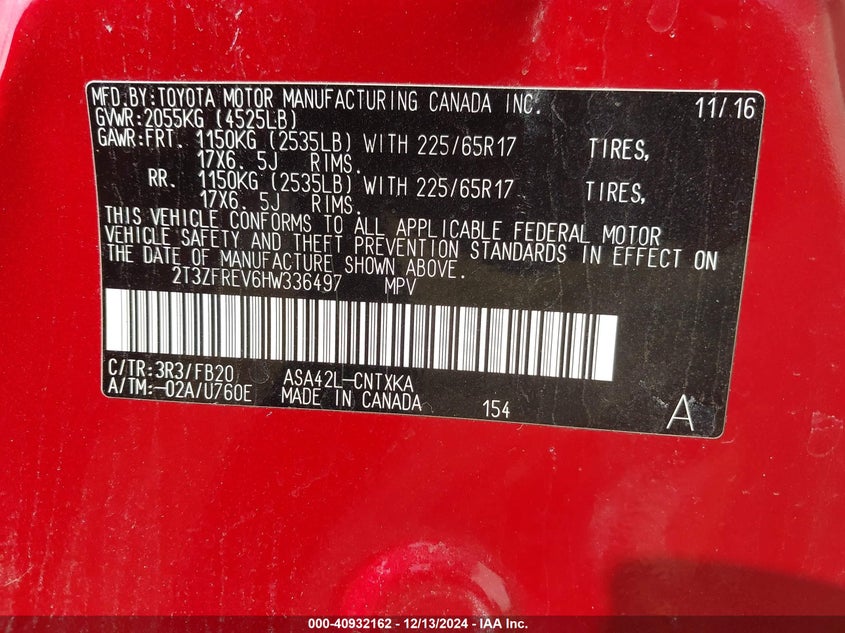 MFD.BY:TOYOTA MOTOR MANUFACTURING CANADA INC. 11/16
GVWR:2055KG (4525LB)
GAWR:FRT. 1150KG (2535LB) WITH 225/65R17 TIRES,
17X6.5J RIMS.
RR. 1150KG (2535LB) WITH 225/65R17 TIRES,
17X6.5J RIMS.
THIS VEHICLE CONFORMS TO ALL APPLICABLE FEDERAL MOTOR
VEHICLE SAFETY AND THEFT PREVENTION STANDARDS IN EFFECT ON
THE DATE OF MANUFACTURE SHOWN ABOVE.
2T3ZFREV6HW336497 MPV
C/TR:3R3/FB20 ASA42L-CNTXKA
A/TM:-02A/U760E MADE IN CANADA 154 A
000-40932162 - 12/13/2024 - IAA Inc.